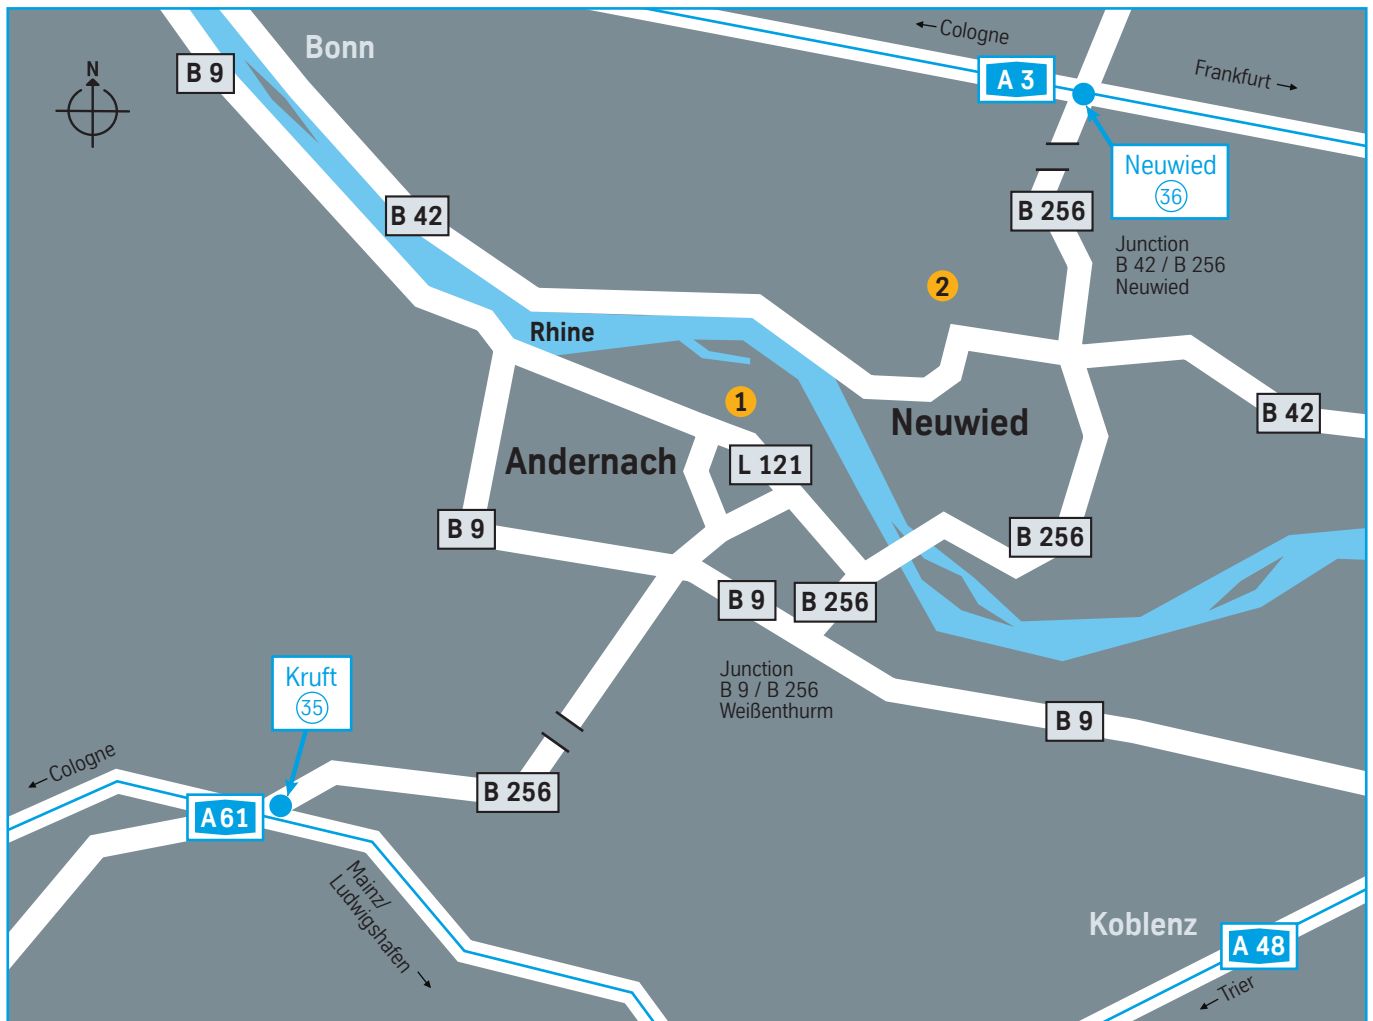 Cologne
Bonn
B 9
N
A 3
Frankfurt
Neuwied
36
B 42
B 256
Junction
B 42 / B 256
Neuwied
2
Rhine
1
Neuwied
B 42
Andernach
L 121
B 9
B 256
B 9
B 256
Junction
B 9 / B 256
Weißenthurm
Kruft
35
B 9
Cologne
B 256
A 61
Mainz/
Ludwigshafen
Koblenz
A 48
Trier